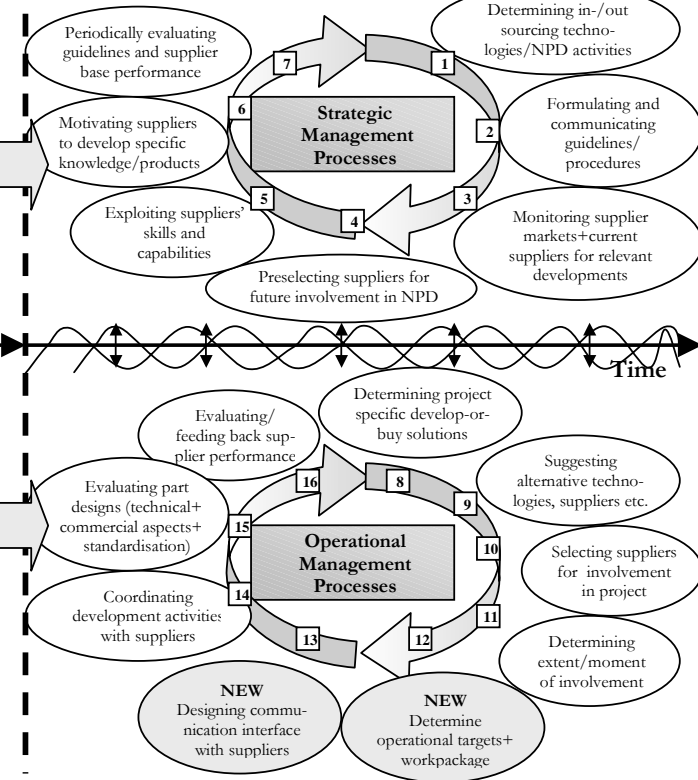 Determining in-/out
sourcing techno-
logies/NPD activities
Periodically evaluating
guidelines and supplier
base performance
7
1
6
Strategic
Management
Processes
2
Formulating and
communicating
guidelines/
procedures
Motivating suppliers
to develop specific
knowledge/products
5
3
4
Exploiting suppliers'
skills and
capabilities
Monitoring supplier
markets+current
suppliers for relevant
developments
Preselecting suppliers for
future involvement in NPD
Time
Determining project
specific develop-or-
buy solutions
Evaluating/
feeding back sup-
plier performance
Suggesting
alternative techno-
logies, suppliers etc.
16
8
9
Evaluating part
designs (technical+
commercial aspects+
standardisation)
15
Operational
Management
Processes
10
Selecting suppliers
for involvement
in project
14
11
Coordinating
development activities
with suppliers
13
12
Determining
extent/moment
of involvement
NEW
Designing commu-
nication interface
with suppliers
NEW
Determine
operational targets+
workpackage